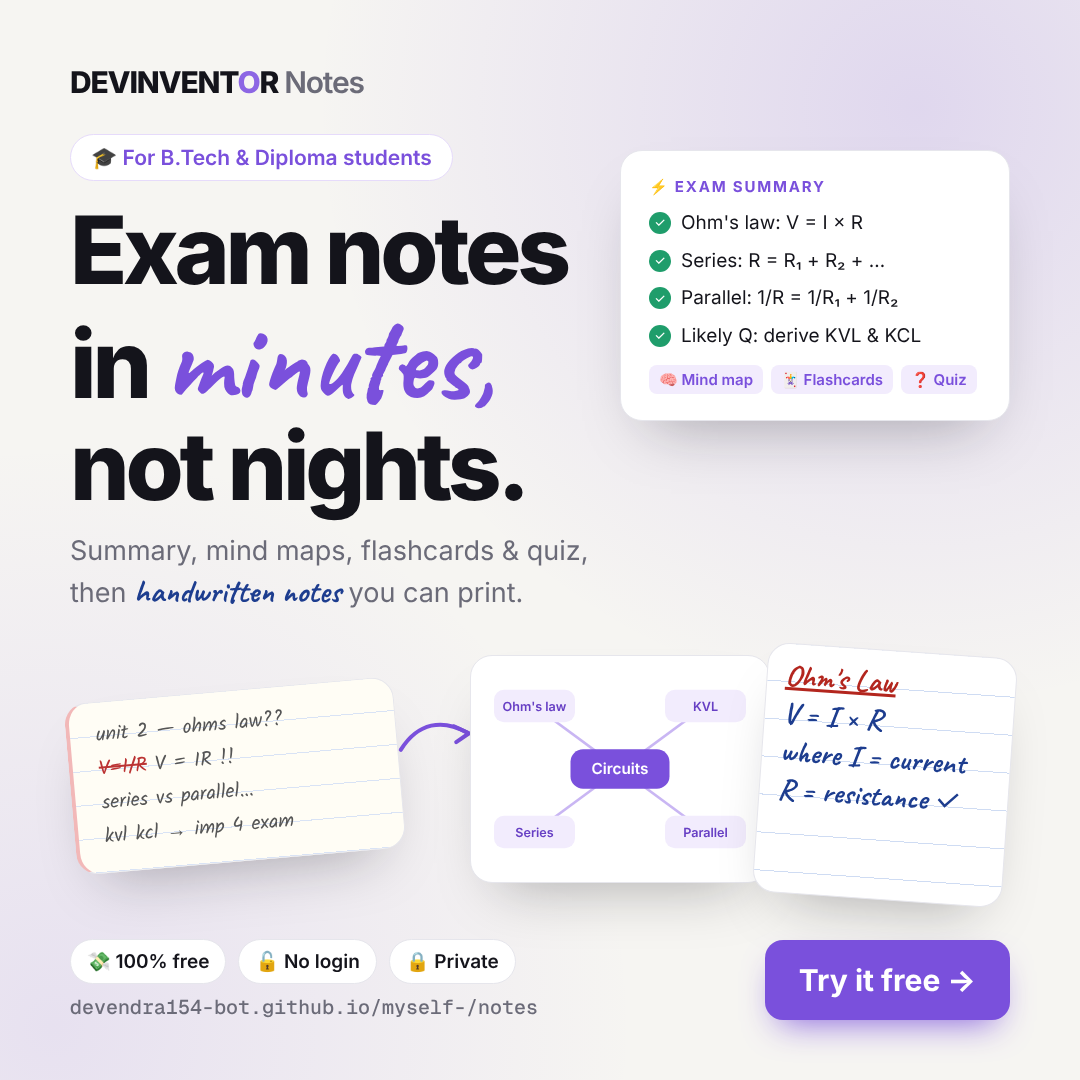 DEVINVENTOR Notes
🎓 For B.Tech & Diploma students
Exam notes
in minutes,
not nights.
Summary, mind maps, flashcards & quiz,
then handwritten notes you can print.
⚡ EXAM SUMMARY
Ohm's law: V = I × R
Series: R = R₁ + R₂ + ...
Parallel: 1/R = 1/R₁ + 1/R₂
Likely Q: derive KVL & KCL
🧠 Mind map 🃏 Flashcards ❓ Quiz
unit 2 — ohms law??
V=I/R V = IR !!
series vs parallel...
kvl kcl → imp 4 exam
Ohm's law KVL
Circuits
Series Parallel
Ohm's Law
V = I × R
where I = current
R = resistance ✓
💸 100% free 🔓 No login 🔒 Private
devendra154-bot.github.io/myself-/notes
Try it free →